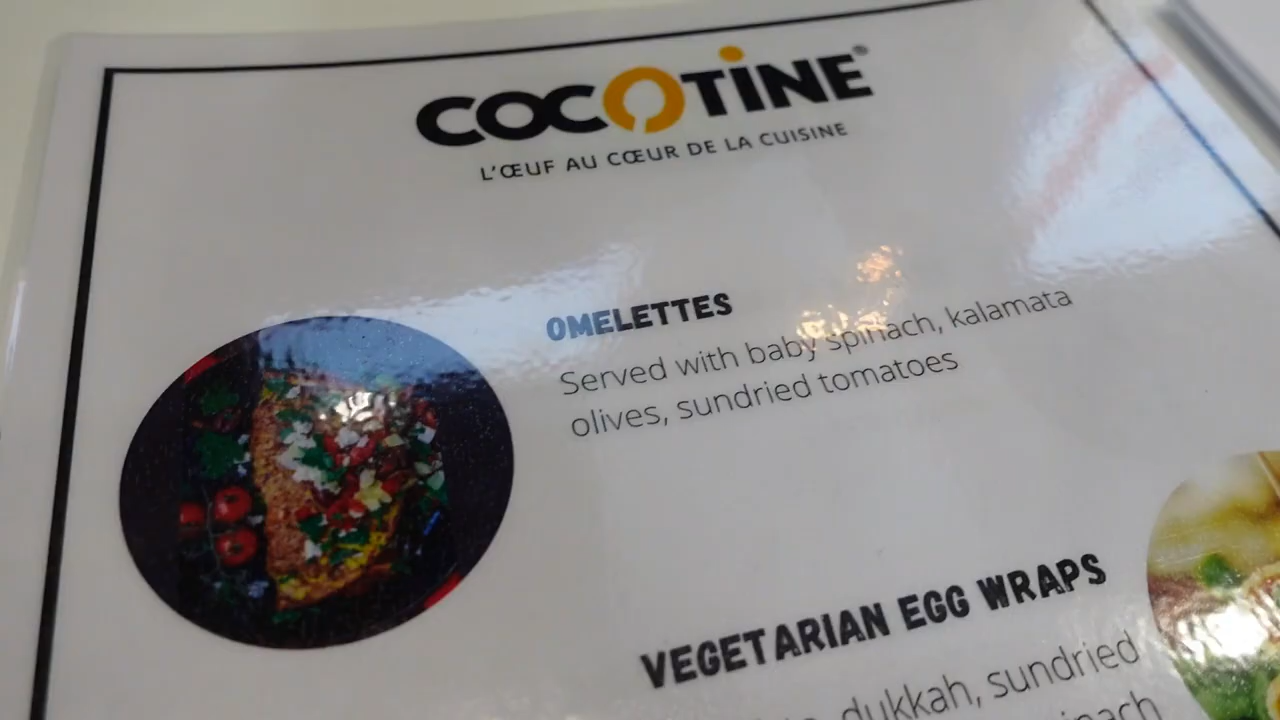 COCOTINE®
L'ŒUF AU CŒUR DE LA CUISINE
OMELETTES
Served with baby spinach, kalamata
olives, sundried tomatoes
VEGETARIAN EGG WRAPS
dukkah, sundried